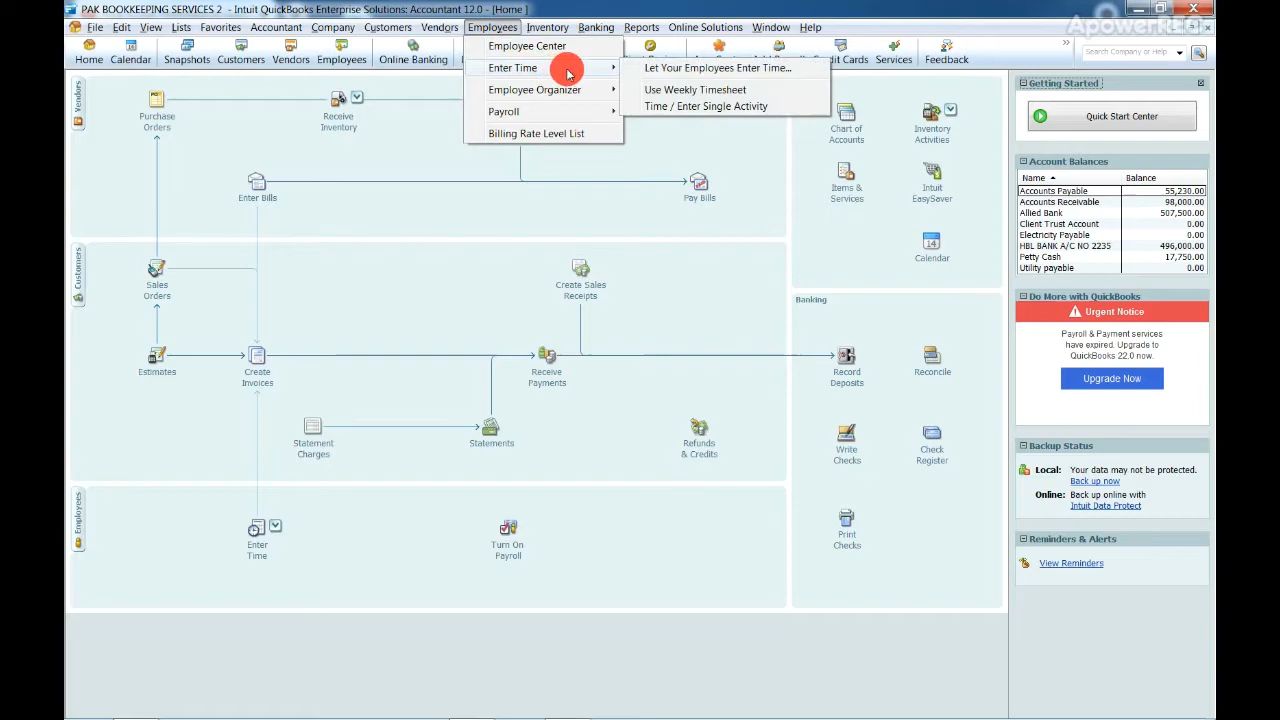 PAK BOOKKEEPING SERVICES 2 - Intuit QuickBooks Enterprise Solutions: Accountant 12.0 - [Home ]
ApowerREC
File Edit View Lists Favorites Accountant Company Customers Vendors Employees Inventory Banking Reports Online Solutions Window Help
Home Calendar Snapshots Customers Vendors Employees Online Banking Services Feedback
Search Company or Help
Employee Center
Enter Time
Employee Organizer
Payroll
Billing Rate Level List
Let Your Employees Enter Time...
Use Weekly Timesheet
Time / Enter Single Activity
Vendors
Purchase
Orders
Receive
Inventory
Enter Bills
Pay Bills
Customers
Sales
Orders
Create Sales
Receipts
Estimates
Create
Invoices
Receive
Payments
Statement
Charges
Statements
Refunds
& Credits
Employees
Enter
Time
Turn On
Payroll
Chart of
Accounts
Inventory
Activities
Items &
Services
Intuit
EasySaver
14
Calendar
Banking
Record
Deposits
Reconcile
Write
Checks
Check
Register
Print
Checks
Getting Started
Quick Start Center
Account Balances
Name Balance
Accounts Payable 55,230.00
Accounts Receivable 98,000.00
Allied Bank 507,500.00
Client Trust Account 0.00
Electricity Payable 0.00
HBL BANK A/C NO 2235 496,000.00
Petty Cash 17,750.00
Utility payable 0.00
Do More with QuickBooks
Urgent Notice
Payroll & Payment services
have expired. Upgrade to
QuickBooks 22.0 now.
Upgrade Now
Backup Status
Local: Your data may not be protected.
Back up now
Online: Back up online with
Intuit Data Protect
Reminders & Alerts
View Reminders